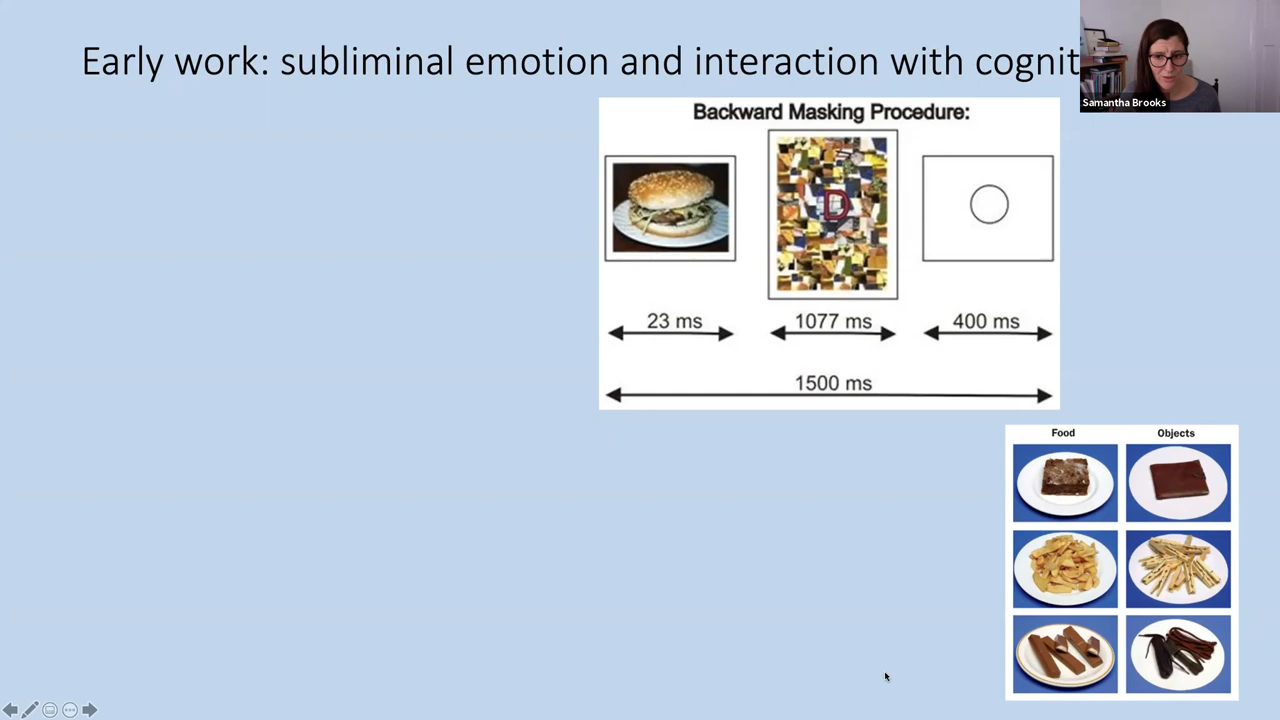 Early work: subliminal emotion and interaction with cognit
Samantha Brooks
Backward Masking Procedure:
D
23 ms
1077 ms
400 ms
1500 ms
Food
Objects